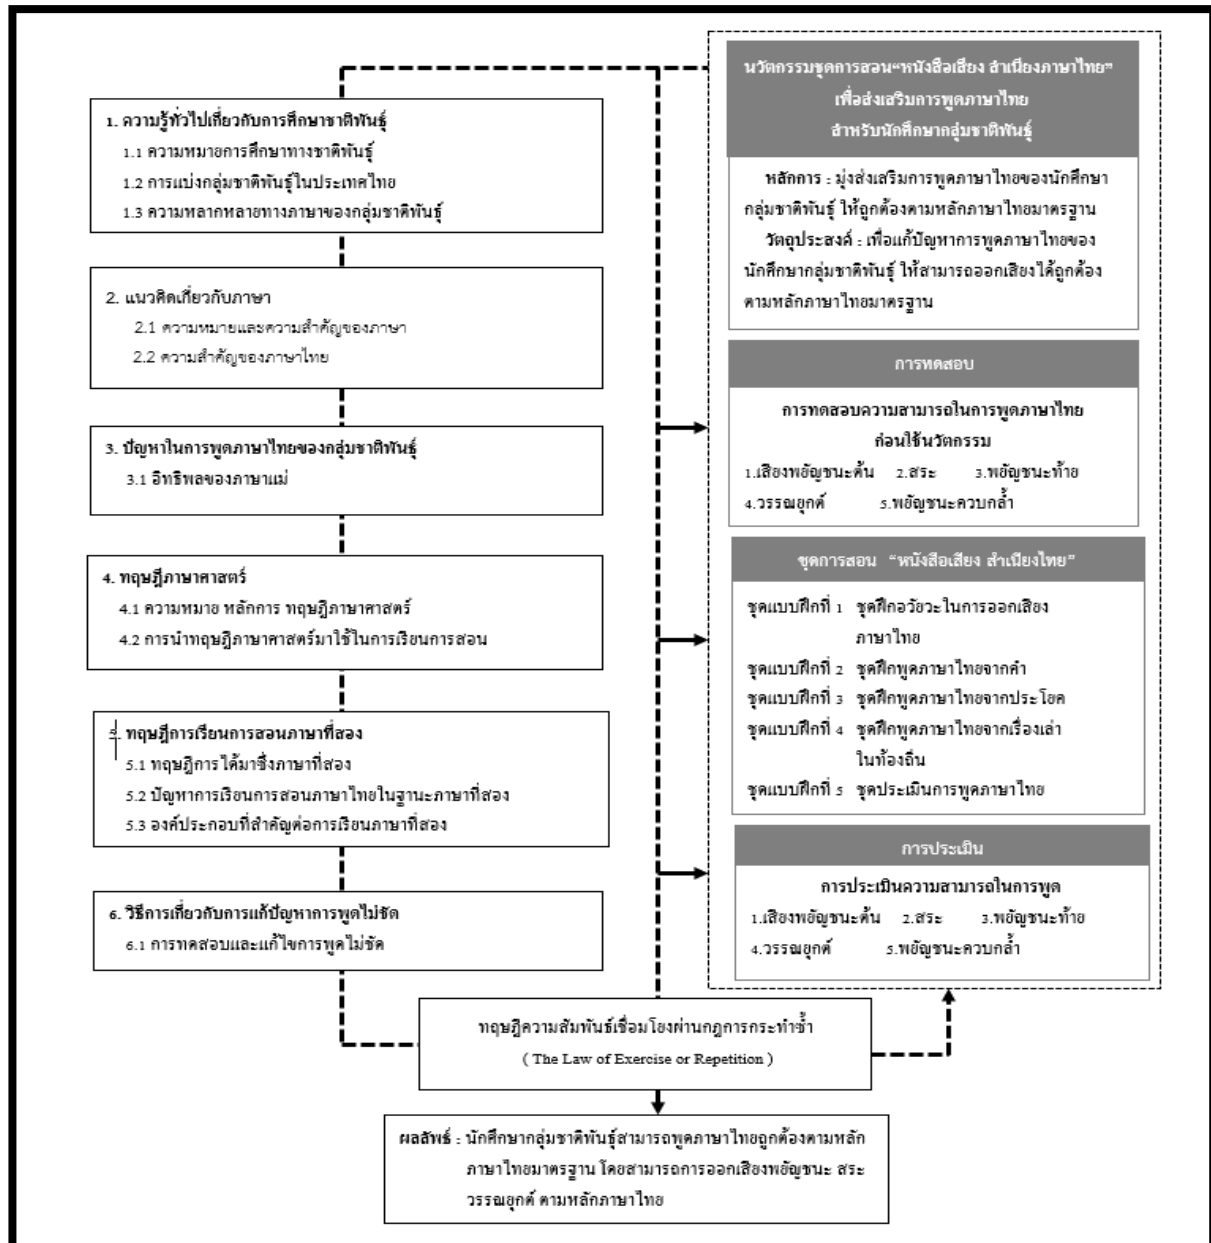 1. ความรู้ทั่วไปเกี่ยวกับการศึกษาชาติพันธุ์
1.1 ความหมายการศึกษาทางชาติพันธุ์
1.2 การแบ่งกลุ่มชาติพันธุ์ในประเทศไทย
1.3 ความหลากหลายทางภาษาของกลุ่มชาติพันธุ์
2. แนวคิดเกี่ยวกับภาษา
2.1 ความหมายและความสำคัญของภาษา
2.2 ความสำคัญของภาษาไทย
3. ปัญหาในการพูดภาษาไทยของกลุ่มชาติพันธุ์
3.1 อิทธิพลของภาษาแม่
4. ทฤษฎีภาษาศาสตร์
4.1 ความหมาย หลักการ ทฤษฎีภาษาศาสตร์
4.2 การนำทฤษฎีภาษาศาสตร์มาใช้ในการเรียนการสอน
5. ทฤษฎีการเรียนการสอนภาษาที่สอง
5.1 ทฤษฎีการได้มาซึ่งภาษาที่สอง
5.2 ปัญหาการเรียนการสอนภาษาไทยในฐานะภาษาที่สอง
5.3 องค์ประกอบที่สำคัญต่อการเรียนภาษาที่สอง
6. วิธีการเกี่ยวกับการแก้ปัญหาการพูดไม่ชัด
6.1 การทดสอบและแก้ไขการพูดไม่ชัด
นวัตกรรมชุดการสอน“หนังสือเสียง สำเนียงภาษาไทย”
เพื่อส่งเสริมการพูดภาษาไทย
สำหรับนักศึกษากลุ่มชาติพันธุ์
หลักการ : มุ่งส่งเสริมการพูดภาษาไทยของนักศึกษา
กลุ่มชาติพันธุ์ ให้ถูกต้องตามหลักภาษาไทยมาตรฐาน
วัตถุประสงค์ : เพื่อแก้ปัญหาการพูดภาษาไทยของ
นักศึกษากลุ่มชาติพันธุ์ ให้สามารถออกเสียงได้ถูกต้อง
ตามหลักภาษาไทยมาตรฐาน
การทดสอบ
การทดสอบความสามารถในการพูดภาษาไทย
ก่อนใช้นวัตกรรม
1.เสียงพยัญชนะต้น 2.สระ 3.พยัญชนะท้าย
4.วรรณยุกต์ 5.พยัญชนะควบกล้ำ
ชุดการสอน “หนังสือเสียง สำเนียงไทย”
ชุดแบบฝึกที่ 1 ชุดฝึกอวัยวะในการออกเสียง
ภาษาไทย
ชุดแบบฝึกที่ 2 ชุดฝึกพูดภาษาไทยจากคำ
ชุดแบบฝึกที่ 3 ชุดฝึกพูดภาษาไทยจากประโยค
ชุดแบบฝึกที่ 4 ชุดฝึกพูดภาษาไทยจากเรื่องเล่า
ในท้องถิ่น
ชุดแบบฝึกที่ 5 ชุดประเมินการพูดภาษาไทย
การประเมิน
การประเมินความสามารถในการพูด
1.เสียงพยัญชนะต้น 2.สระ 3.พยัญชนะท้าย
4.วรรณยุกต์ 5.พยัญชนะควบกล้ำ
ทฤษฎีความสัมพันธ์เชื่อมโยงผ่านกฎการกระทำซ้ำ
( The Law of Exercise or Repetition )
ผลลัพธ์ : นักศึกษากลุ่มชาติพันธุ์สามารถพูดภาษาไทยถูกต้องตามหลัก
ภาษาไทยมาตรฐาน โดยสามารถการออกเสียงพยัญชนะ สระ
วรรณยุกต์ ตามหลักภาษาไทย